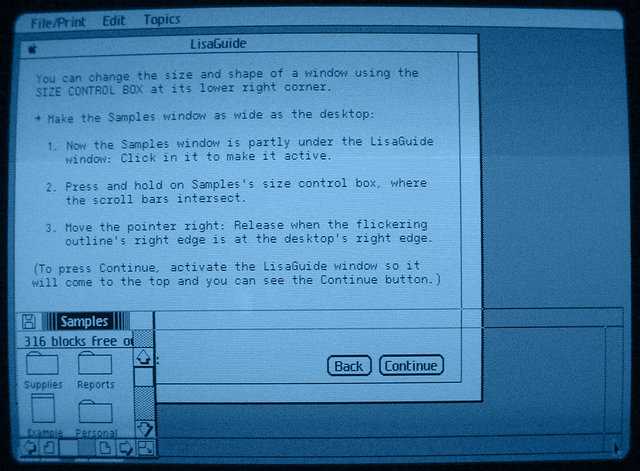 File/Print Edit Topics
LisaGuide
You can change the size and shape of a window using the
SIZE CONTROL BOX at its lower right corner.
→ Make the Samples window as wide as the desktop:
1. Now the Samples window is partly under the LisaGuide
window: Click in it to make it active.
2. Press and hold on Samples's size control box, where
the scroll bars intersect.
3. Move the pointer right: Release when the flickering
outline's right edge is at the desktop's right edge.
(To press Continue, activate the LisaGuide window so it
will come to the top and you can see the Continue button.)
Samples
316 blocks free o
Supplies Reports
Back Continue
Example Personal